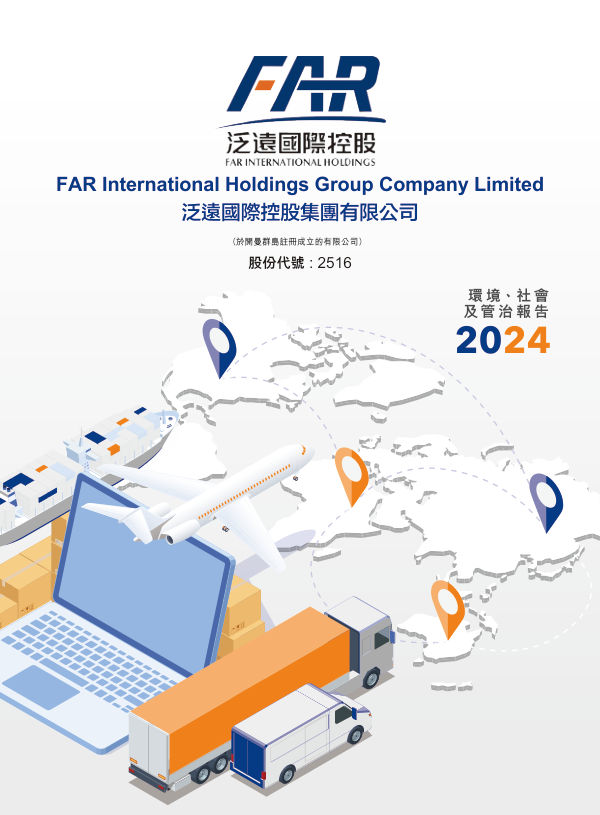 FAR
泛遠國際控股
FAR INTERNATIONAL HOLDINGS
FAR International Holdings Group Company Limited
泛遠國際控股集團有限公司
(於開曼群島註冊成立的有限公司)
股份代號：2516
環境、社會
及管治報告
2024